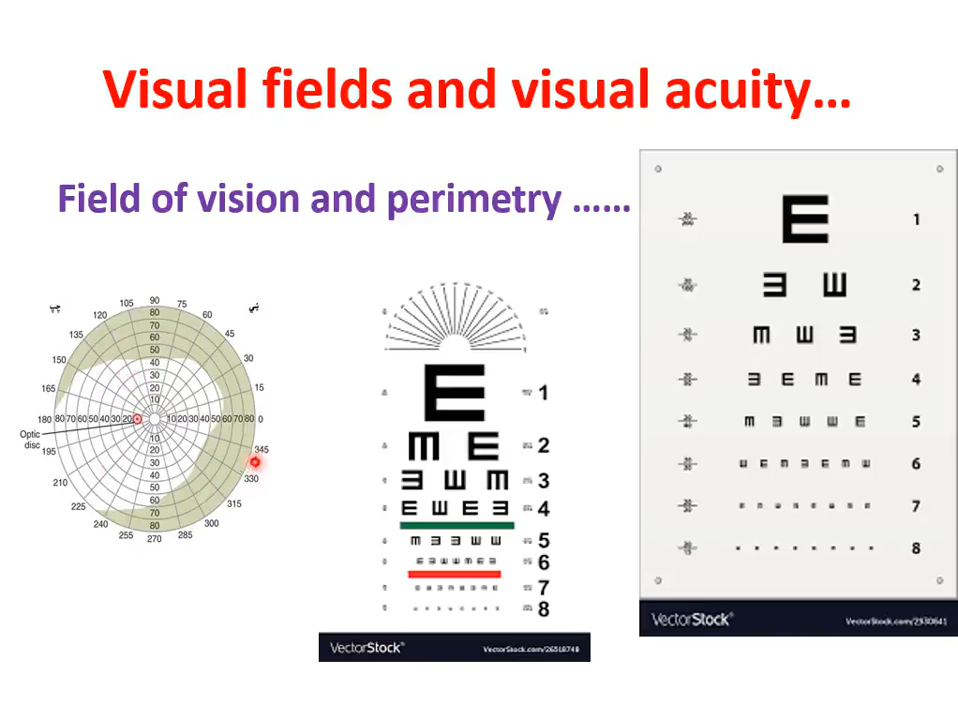 Visual fields and visual acuity…
Field of vision and perimetry ……
90
105
75
120
60
135
45
150
30
165
15
180
0
195
345
210
330
225
315
240
300
255
285
270
80
70
60
50
40
30
20
10
80 70 60 50 40 30 20
10 20 30 40 50 60 70 80
10
20
30
40
50
60
70
80
Optic
disc
E 1
m E 2
Ǝ Ш m 3
E Ш E Ǝ 4
m Ǝ Ǝ Ш Ш 5
6
7
8
VectorStock®
VectorStock.com/26518748
E 1
Ǝ Ш 2
m Ш Ǝ 3
Ǝ E m E 4
m Ǝ Ш Ш E 5
Ш E m Ǝ E m Ш 6
7
8
VectorStock®
VectorStock.com/2930641